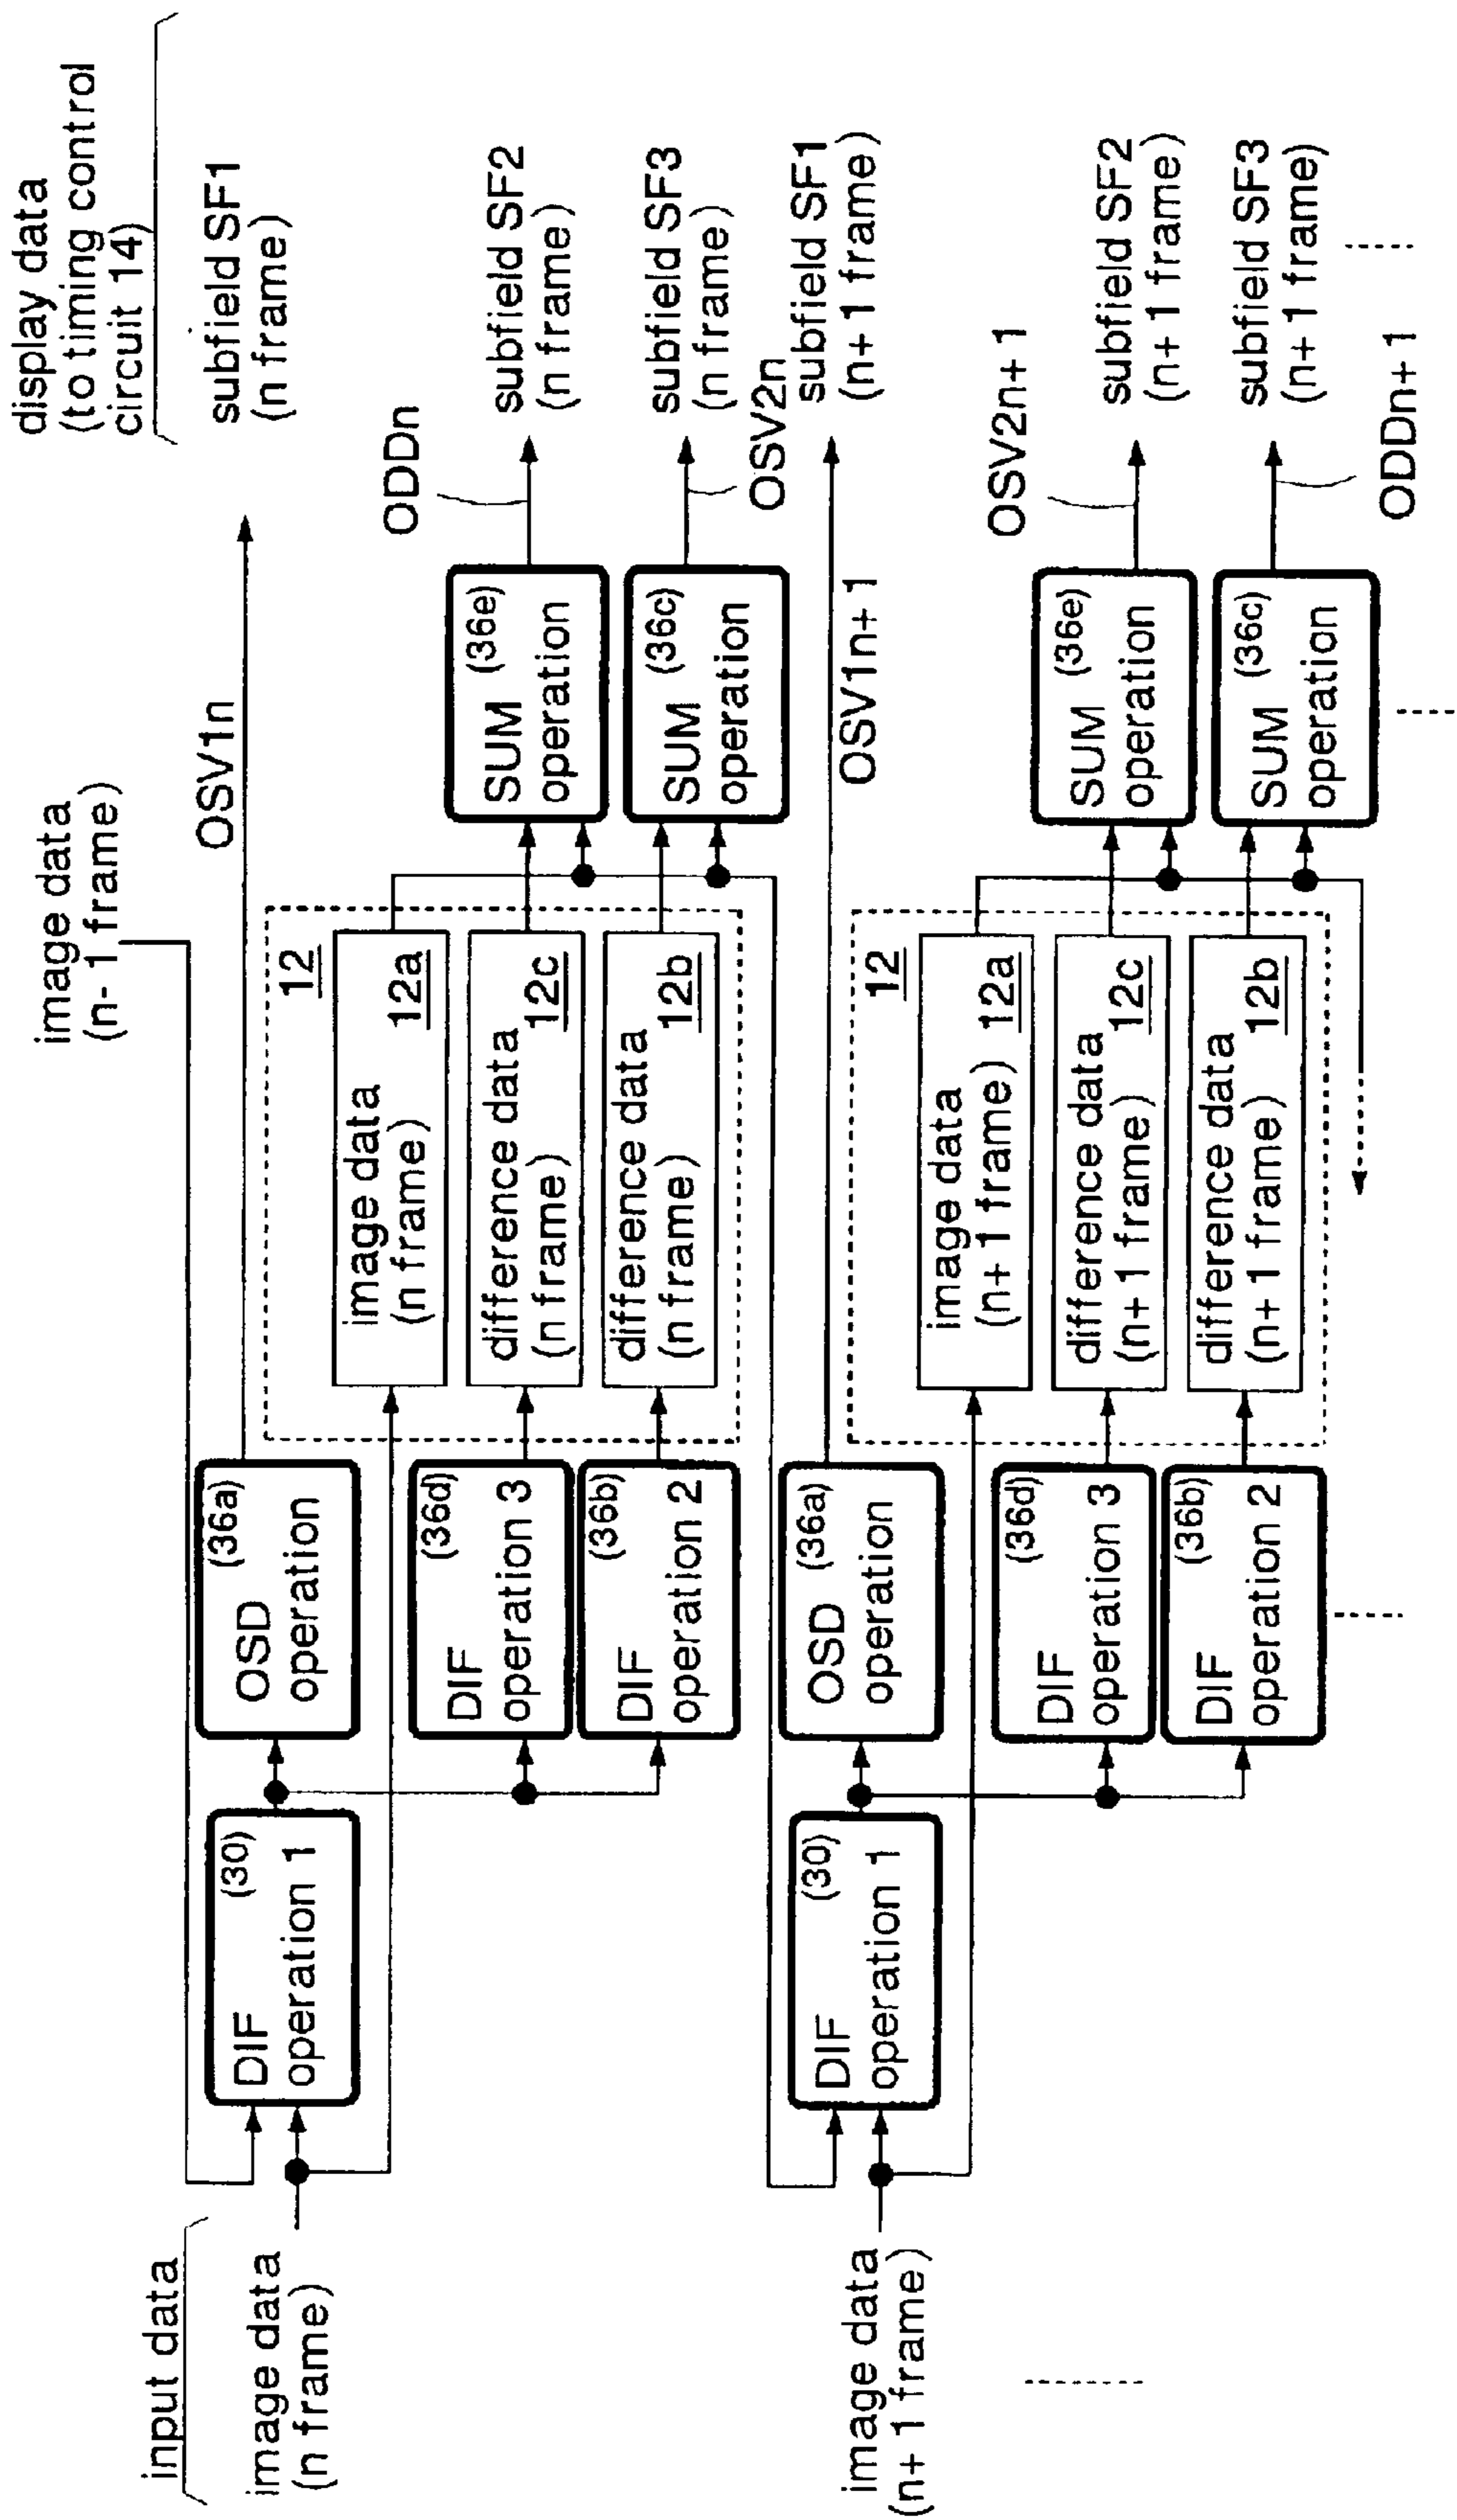 input data
image data
(n frame)
image data
(n-1 frame)
DIF
(30)
operation 1
OSD
(36a)
operation
DIF
(36d)
operation 3
DIF
(36b)
operation 2
12
image data
(n frame)
12a
difference data
(n frame)
12c
difference data
(n frame)
12b
SUM
(36e)
operation
SUM
(36c)
operation
OSV1n
ODDn
OSV2n
display data
(to timing control
circuit 14)
subfield SF1
(n frame)
subfield SF2
(n frame)
subfield SF3
(n frame)
image data
(n+1 frame)
DIF
(30)
operation 1
OSD
(36a)
operation
DIF
(36d)
operation 3
DIF
(36b)
operation 2
12
image data
(n+1 frame)
12a
difference data
(n+1 frame)
12c
difference data
(n+1 frame)
12b
SUM
(36e)
operation
SUM
(36c)
operation
OSV1n+1
OSV2n+1
ODDn+1
subfield SF1
(n+1 frame)
subfield SF2
(n+1 frame)
subfield SF3
(n+1 frame)